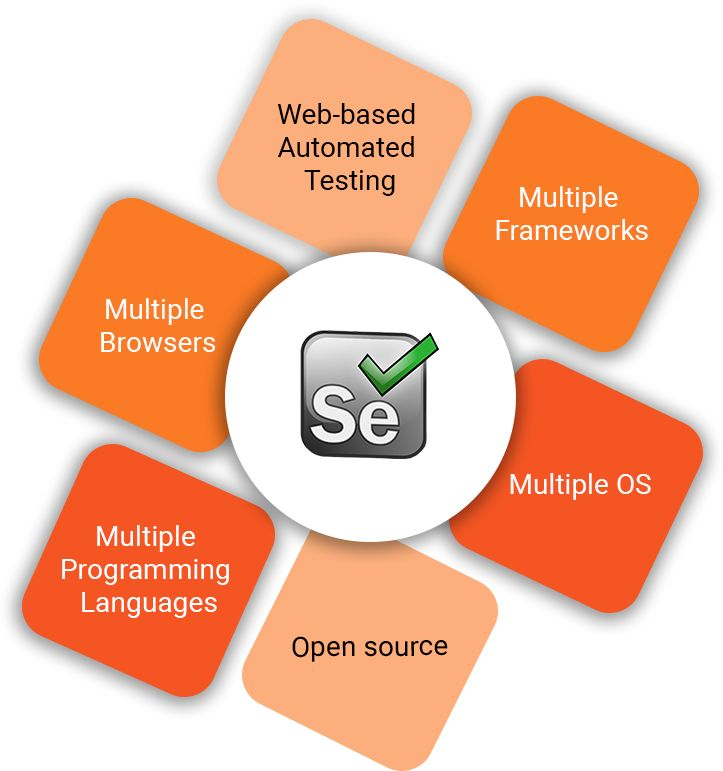 Web-based
Automated
Testing
Multiple
Frameworks
Multiple
Browsers
Se
Multiple OS
Multiple
Programming
Languages
Open source